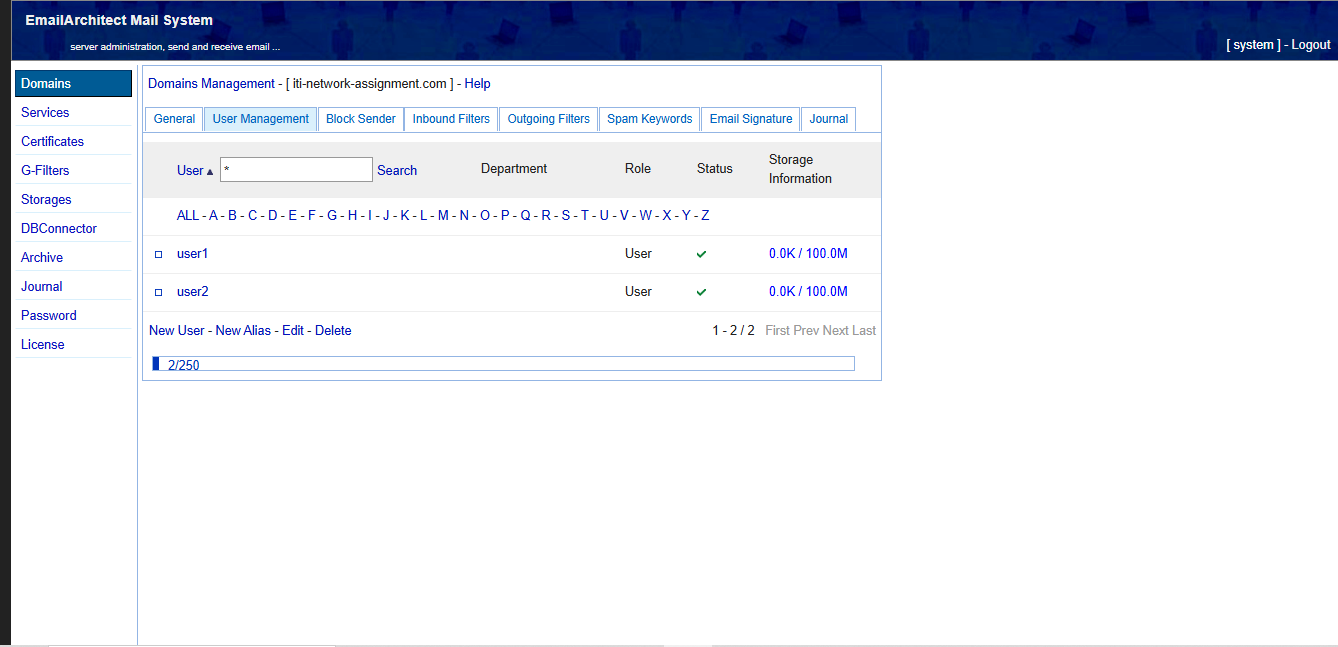 EmailArchitect Mail System
server administration, send and receive email ...
[ system ] - Logout
Domains
Services
Certificates
G-Filters
Storages
DBConnector
Archive
Journal
Password
License
Domains Management - [ iti-network-assignment.com ] - Help
General User Management Block Sender Inbound Filters Outgoing Filters Spam Keywords Email Signature Journal
User ▲ * Search Department Role Status Storage Information
ALL - A - B - C - D - E - F - G - H - I - J - K - L - M - N - O - P - Q - R - S - T - U - V - W - X - Y - Z
user1 User 0.0K / 100.0M
user2 User 0.0K / 100.0M
New User - New Alias - Edit - Delete 1 - 2 / 2 First Prev Next Last
2/250